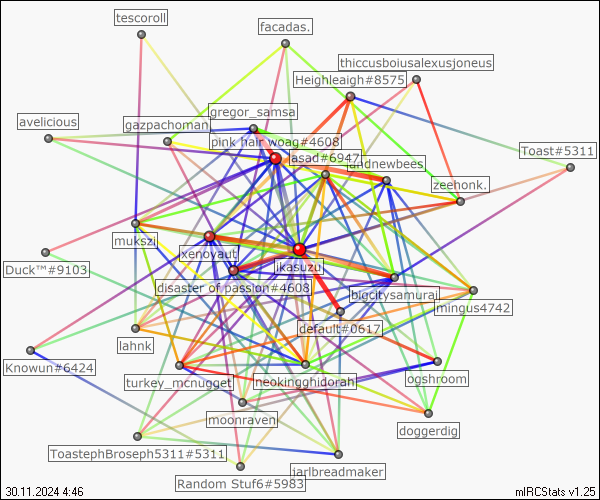 tescoroll
facadas.
thiccusboiusalexusjoneus
Heighleaigh#8575
gregor_samsa
avelicious
gazpachoman
pink hair woag#4608
Toast#5311
asad#6947
andnewbees
zeehonk.
mukszi
xenoyaut
ikasuzu
Duck™#9103
disaster of passion#4608
bigcitysamurai
mingus4742
default#0617
lahnk
Knowun#6424
turkey_mcnugget
neokingghidorah
ogshroom
moonraven
doggerdig
ToastephBroseph5311#5311
jarlbreadmaker
Random Stuf6#5983
30.11.2024 4:46
mIRCStats v1.25